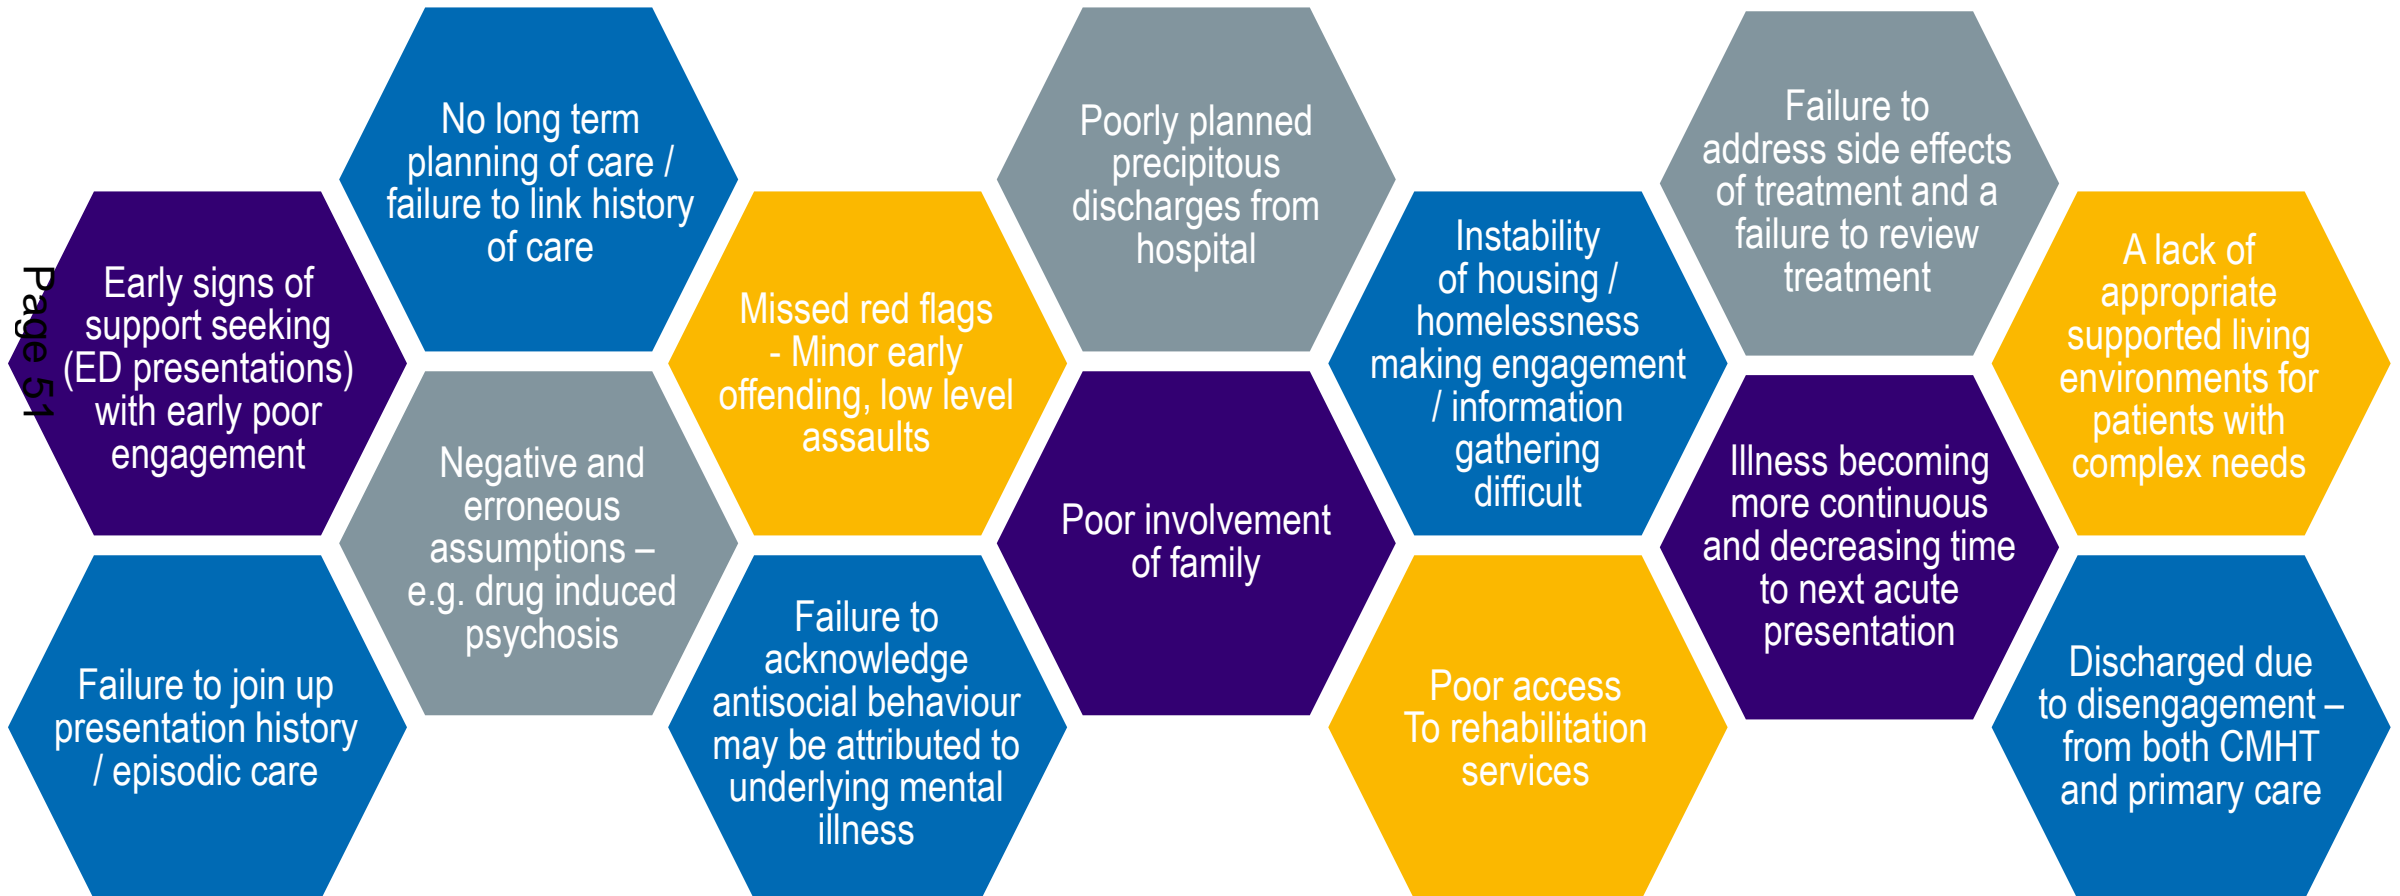 Page 51
Early signs of
support seeking
(ED presentations)
with early poor
engagement
Failure to join up
presentation history
/ episodic care
No long term
planning of care /
failure to link history
of care
Negative and
erroneous
assumptions –
e.g. drug induced
psychosis
Missed red flags
- Minor early
offending, low level
assaults
Failure to
acknowledge
antisocial behaviour
may be attributed to
underlying mental
illness
Poorly planned
precipitous
discharges from
hospital
Poor involvement
of family
Instability
of housing /
homelessness
making engagement
/ information
gathering
difficult
Poor access
To rehabilitation
services
Failure to
address side effects
of treatment and a
failure to review
treatment
Illness becoming
more continuous
and decreasing time
to next acute
presentation
A lack of
appropriate
supported living
environments for
patients with
complex needs
Discharged due
to disengagement –
from both CMHT
and primary care